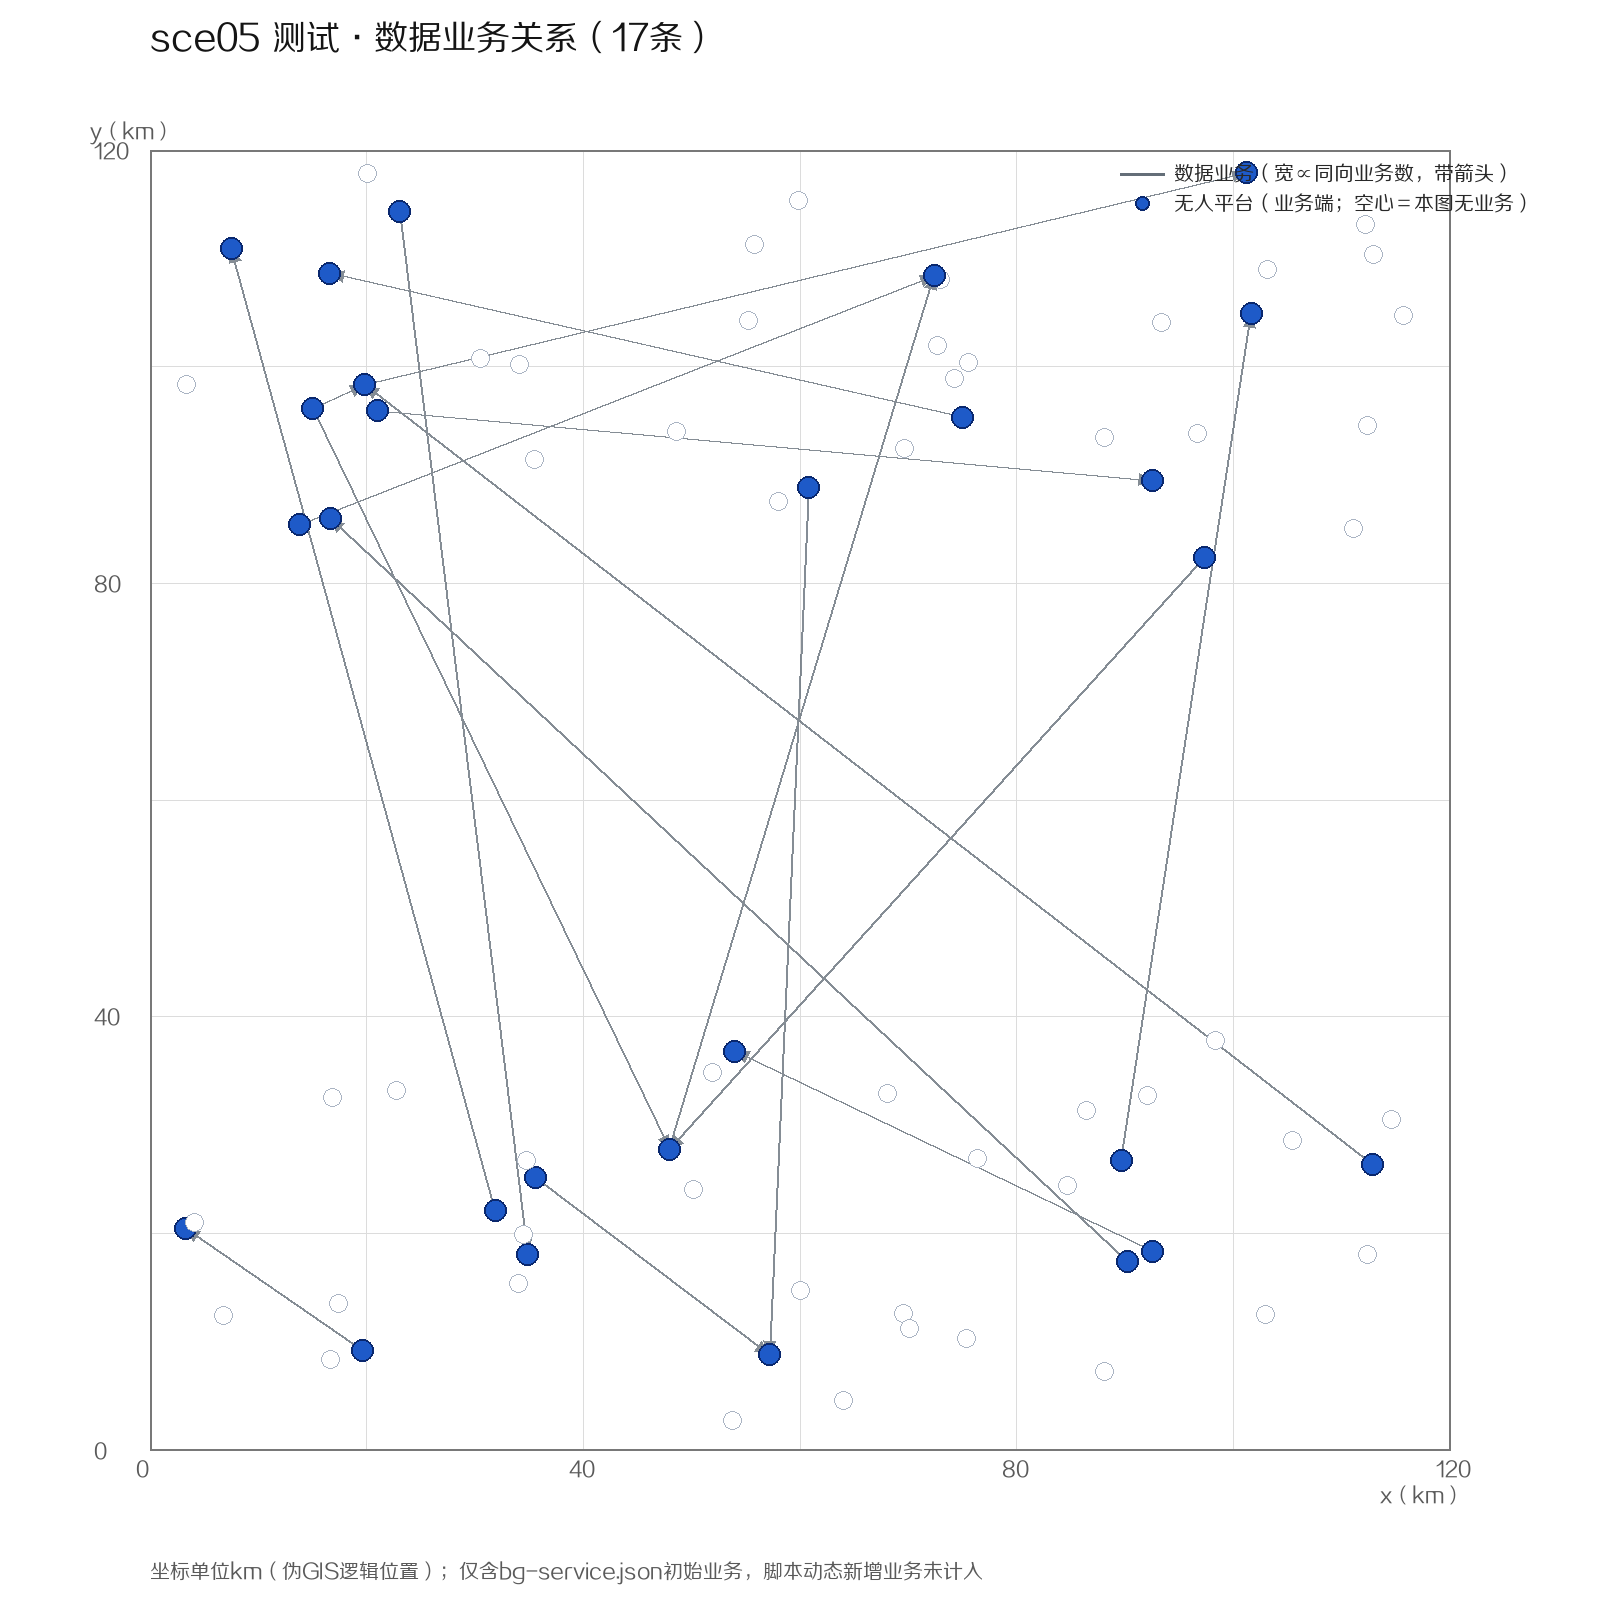 sce05 测试·数据业务关系（17条）
y（km）
120
数据业务（宽∝同向业务数，带箭头）
无人平台（业务端；空心＝本图无业务）
80
40
0
0 40 80 120
x（km）
坐标单位km（伪GIS逻辑位置）；仅含bg-service.json初始业务，脚本动态新增业务未计入